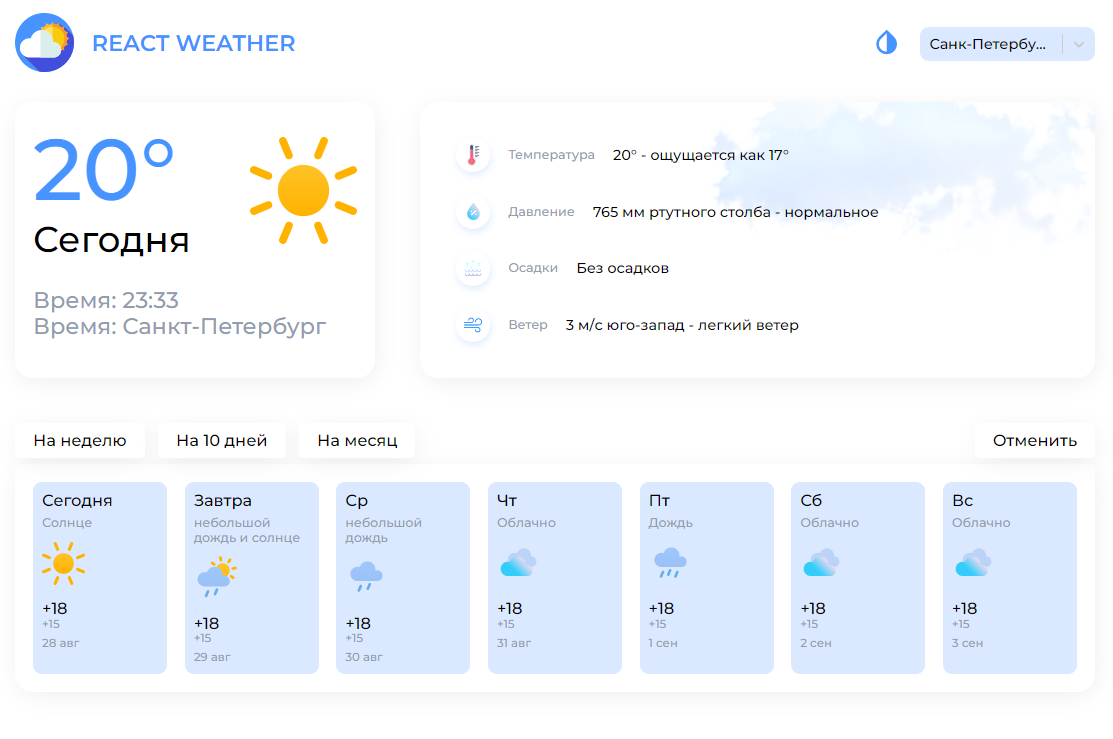 REACT WEATHER
Санк-Петербу...
20°
Сегодня
Время: 23:33
Время: Санкт-Петербург
Температура 20° - ощущается как 17°
Давление 765 мм ртутного столба - нормальное
Осадки Без осадков
Ветер 3 м/с юго-запад - легкий ветер
На неделю
На 10 дней
На месяц
Отменить
Сегодня
Солнце
+18
+15
28 авг
Завтра
небольшой
дождь и солнце
+18
+15
29 авг
Ср
небольшой
дождь
+18
+15
30 авг
Чт
Облачно
+18
+15
31 авг
Пт
Дождь
+18
+15
1 сен
Сб
Облачно
+18
+15
2 сен
Вс
Облачно
+18
+15
3 сен